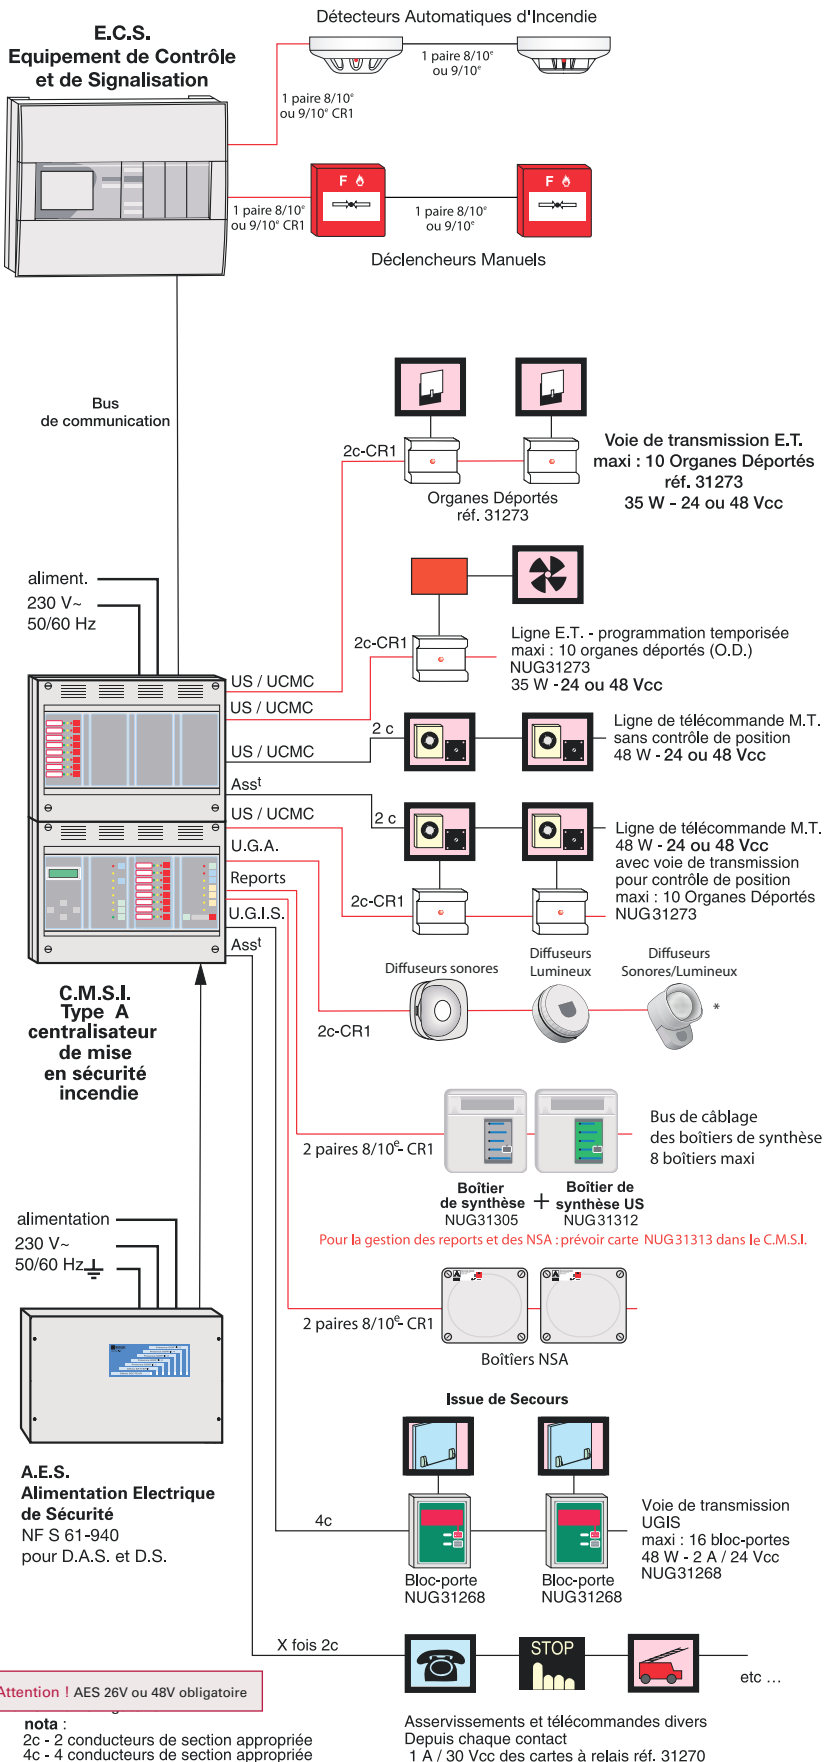 Détecteurs Automatiques d'Incendie
E.C.S.
Equipement de Contrôle
et de Signalisation
1 paire 8/10e
ou 9/10e
1 paire 8/10e
ou 9/10e CR1
F
F
1 paire 8/10e
ou 9/10e CR1
1 paire 8/10e
ou 9/10e
Déclencheurs Manuels
Bus
de communication
2c-CR1
Voie de transmission E.T.
maxi : 10 Organes Déportés
réf. 31273
35 W - 24 ou 48 Vcc
Organes Déportés
réf. 31273
aliment.
230 V~
50/60 Hz
2c-CR1
Ligne E.T. - programmation temporisée
maxi : 10 organes déportés (O.D.)
NUG31273
35 W - 24 ou 48 Vcc
US / UCMC
US / UCMC
2 c
Ligne de télécommande M.T.
sans contrôle de position
48 W - 24 ou 48 Vcc
US / UCMC
Asst
US / UCMC
2 c
Ligne de télécommande M.T.
48 W - 24 ou 48 Vcc
avec voie de transmission
pour contrôle de position
maxi : 10 Organes Déportés
NUG31273
U.G.A.
Reports
2c-CR1
U.G.I.S.
Asst
Diffuseurs sonores
Diffuseurs
Lumineux
Diffuseurs
Sonores/Lumineux
*
C.M.S.I.
Type A
centralisateur
de mise
en sécurité
incendie
2c-CR1
2 paires 8/10e- CR1
Bus de câblage
des boîtiers de synthèse
8 boîtiers maxi
Boîtier
de synthèse
NUG31305
+
Boîtier de
synthèse US
NUG31312
Pour la gestion des reports et des NSA : prévoir carte NUG31313 dans le C.M.S.I.
alimentation
230 V~
50/60 Hz
2 paires 8/10e- CR1
Boîtîers NSA
Issue de Secours
A.E.S.
Alimentation Electrique
de Sécurité
NF S 61-940
pour D.A.S. et D.S.
4c
Voie de transmission
UGIS
maxi : 16 bloc-portes
48 W - 2 A / 24 Vcc
NUG31268
Bloc-porte
NUG31268
Bloc-porte
NUG31268
X fois 2c
STOP
etc ...
Attention ! AES 26V ou 48V obligatoire
nota :
2c - 2 conducteurs de section appropriée
4c - 4 conducteurs de section appropriée
Asservissements et télécommandes divers
Depuis chaque contact
1 A / 30 Vcc des cartes à relais réf. 31270